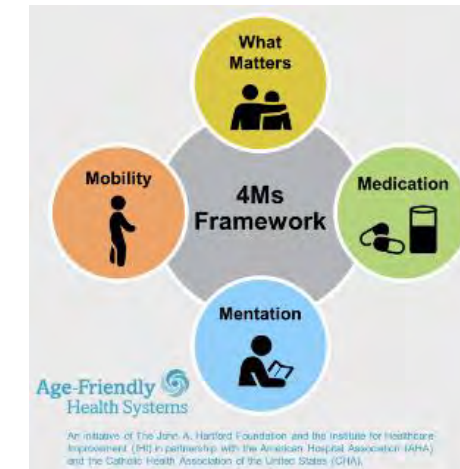 What
Matters
Mobility
4Ms
Framework
Medication
Mentation
Age-Friendly
Health Systems
An initiative of The John A. Hartford Foundation and the Institute for Healthcare
Improvement (IHI) in partnership with the American Hospital Association (AHA)
and the Catholic Health Association of the United States (CHA).